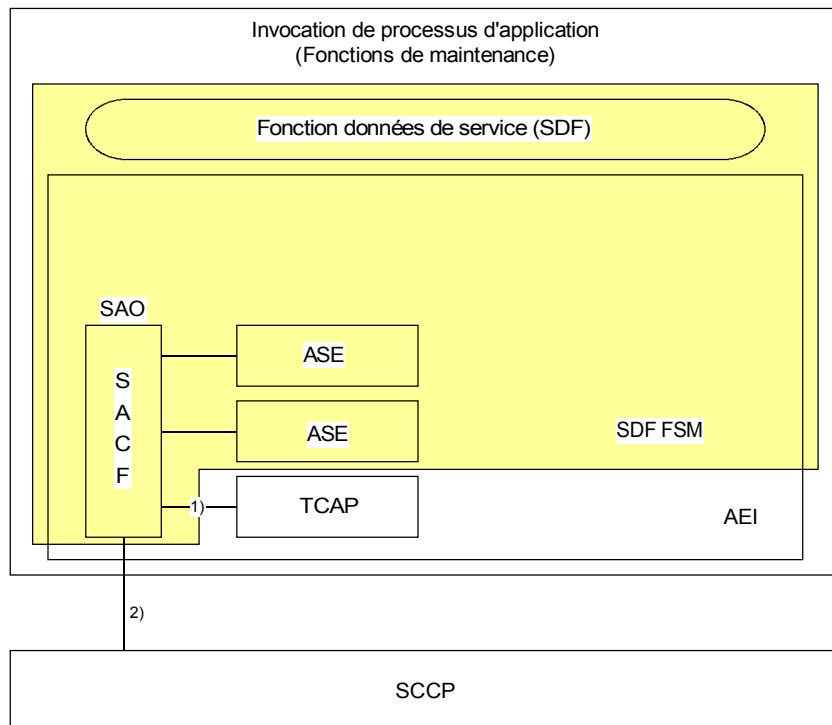 Invocation de processus d'application
(Fonctions de maintenance)
Fonction données de service (SDF)
SAO
S
A
C
F
ASE
ASE
SDF FSM
1)
TCAP
AEI
2)
SCCP